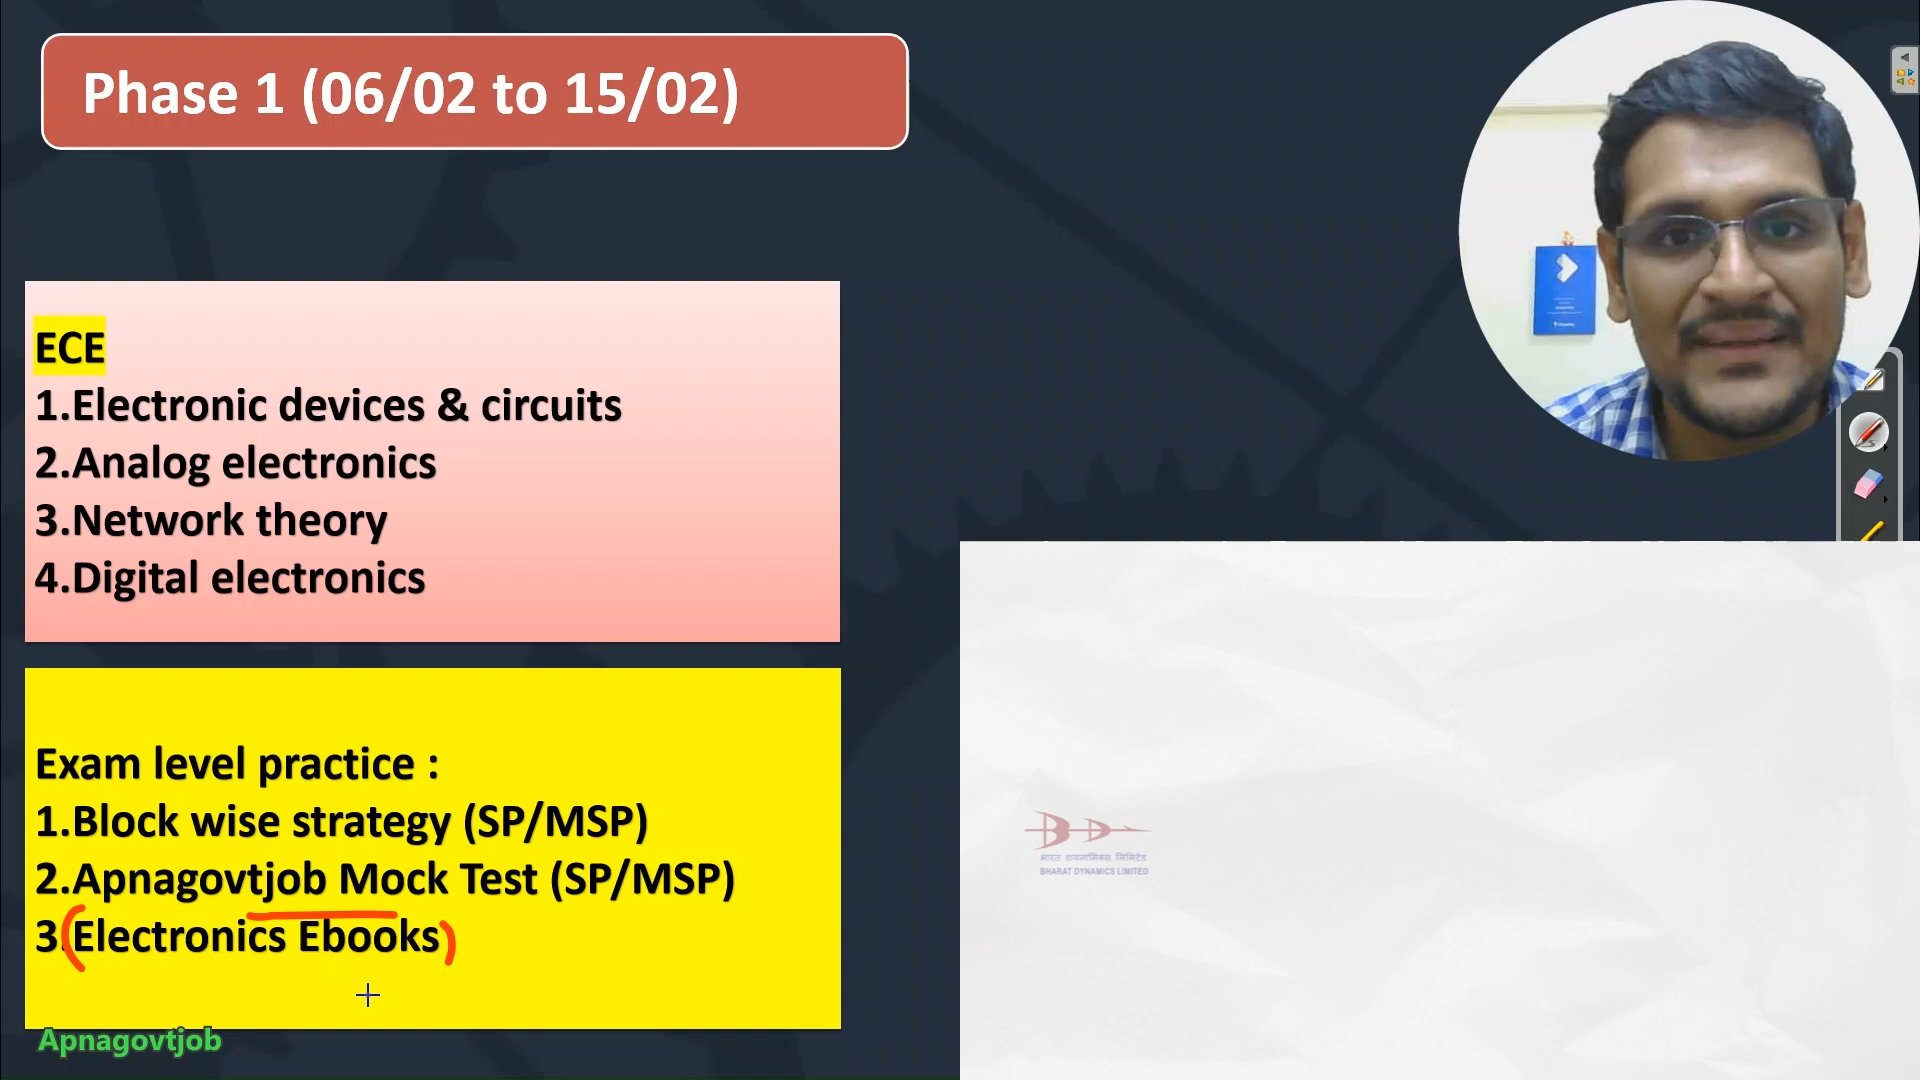 Phase 1 (06/02 to 15/02)
ECE
1.Electronic devices & circuits
2.Analog electronics
3.Network theory
4.Digital electronics
Exam level practice :
1.Block wise strategy (SP/MSP)
2.Apnagovtjob Mock Test (SP/MSP)
3.(Electronics Ebooks)
Apnagovtjob
भारत डायनामिक्स लिमिटेड
BHARAT DYNAMICS LIMITED